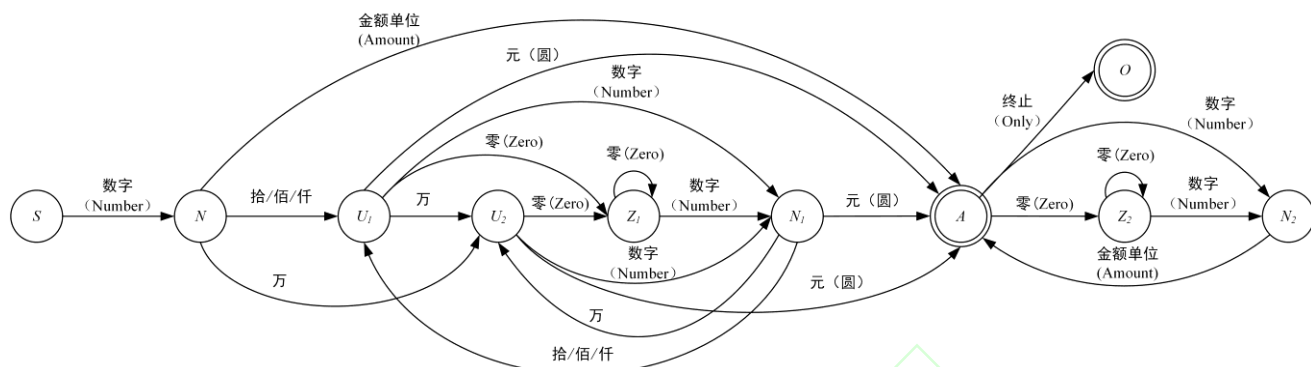 金额单位
(Amount)
元（圆）
数字
（Number）
O
终止
（Only）
数字
（Number）
零(Zero)
零(Zero)
零(Zero)
数字
（Number）
拾/佰/仟
万
零(Zero)
数字
（Number）
元（圆）
零(Zero)
数字
（Number）
S
N
U1
U2
Z1
N1
A
Z2
N2
数字
（Number）
金额单位
(Amount)
万
元（圆）
万
拾/佰/仟